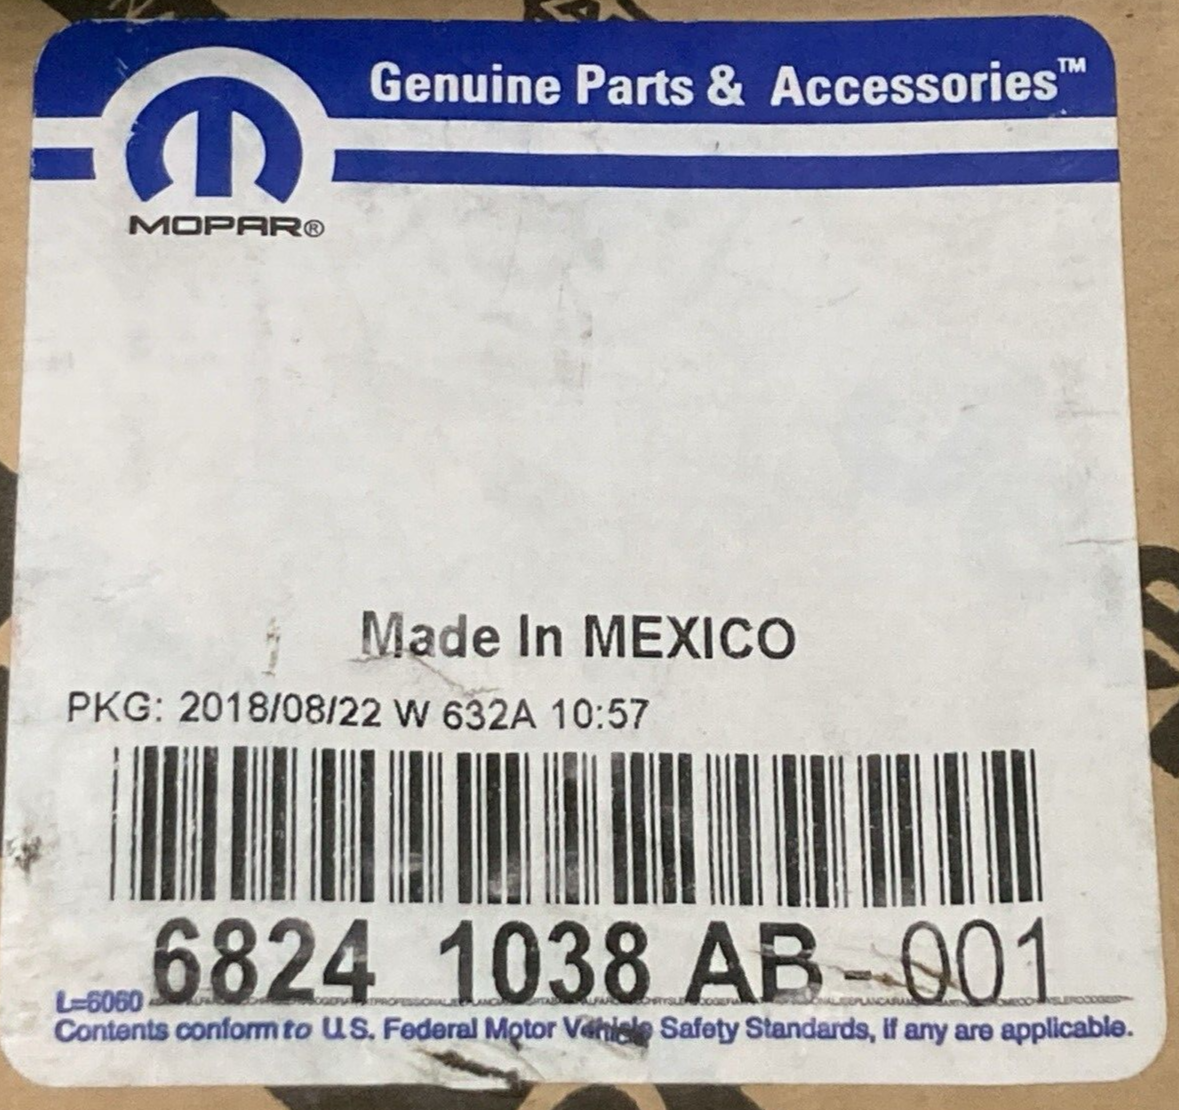 Genuine Parts & Accessories™
MOPAR®
Made In MEXICO
PKG: 2018/08/22 W 632A 10:57
6824 1038 AB-001
L=6060
Contents conform to U.S. Federal Motor Vehicle Safety Standards, if any are applicable.